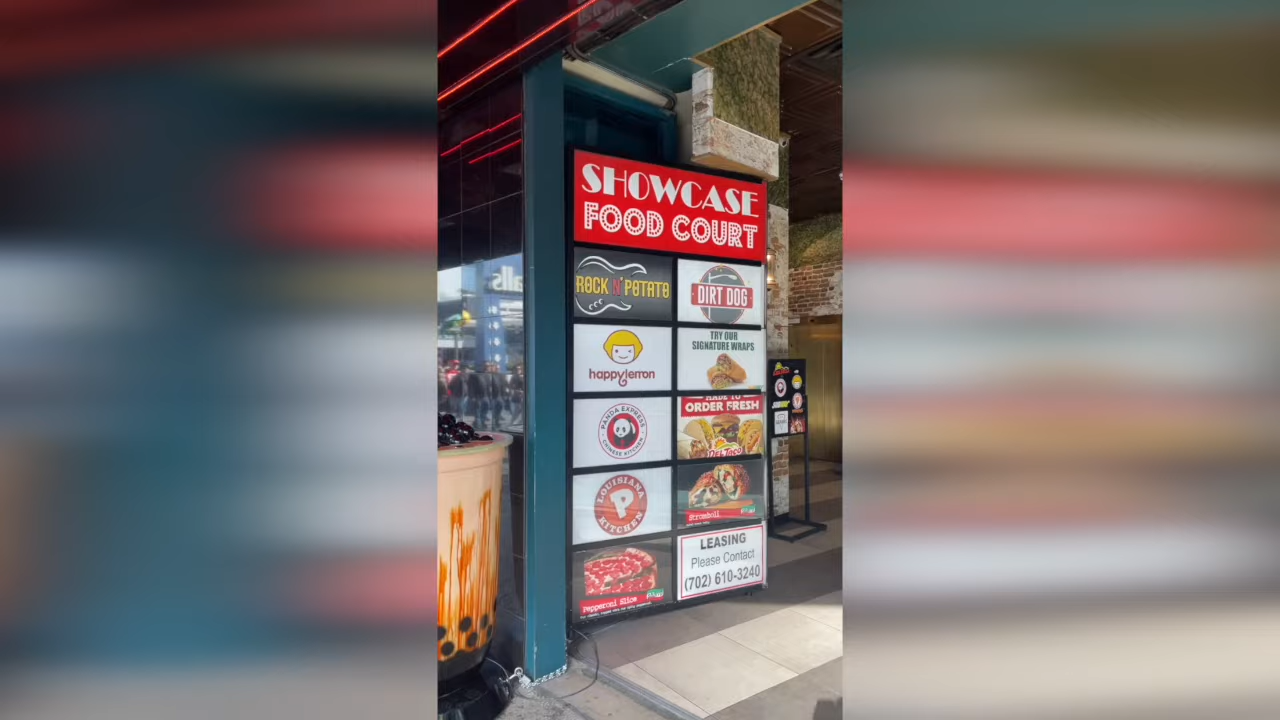 SHOWCASE
FOOD COURT
ROCK N' POTATO
DIRT DOG
happylemon
TRY OUR
SIGNATURE WRAPS
PANDA EXPRESS
CHINESE KITCHEN
MADE TO
ORDER FRESH
DEL TACO
LOUISIANA
KITCHEN
P
Stromboli
Pepperoni Slice
LEASING
Please Contact
(702) 610-3240